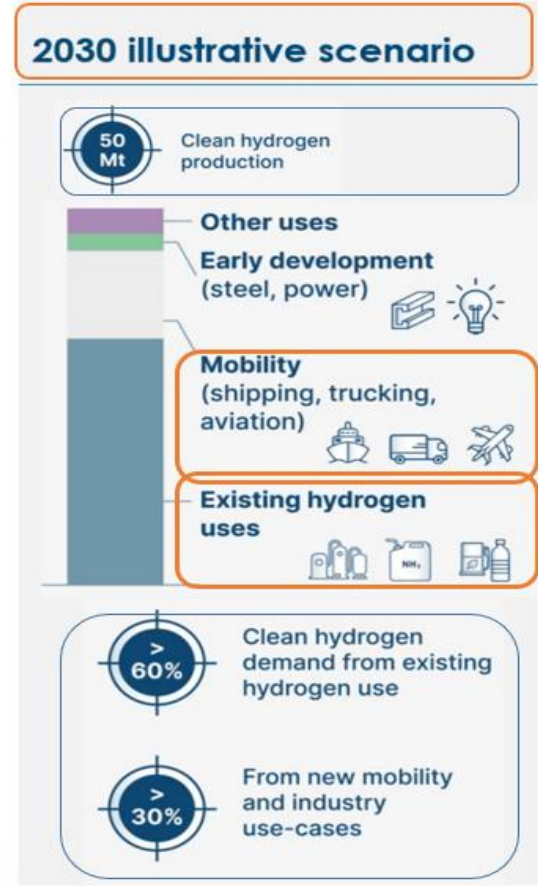 2030 illustrative scenario
50
Mt
Clean hydrogen
production
Other uses
Early development
(steel, power)
Mobility
(shipping, trucking,
aviation)
Existing hydrogen
uses
NH₃
>
60%
Clean hydrogen
demand from existing
hydrogen use
>
30%
From new mobility
and industry
use-cases